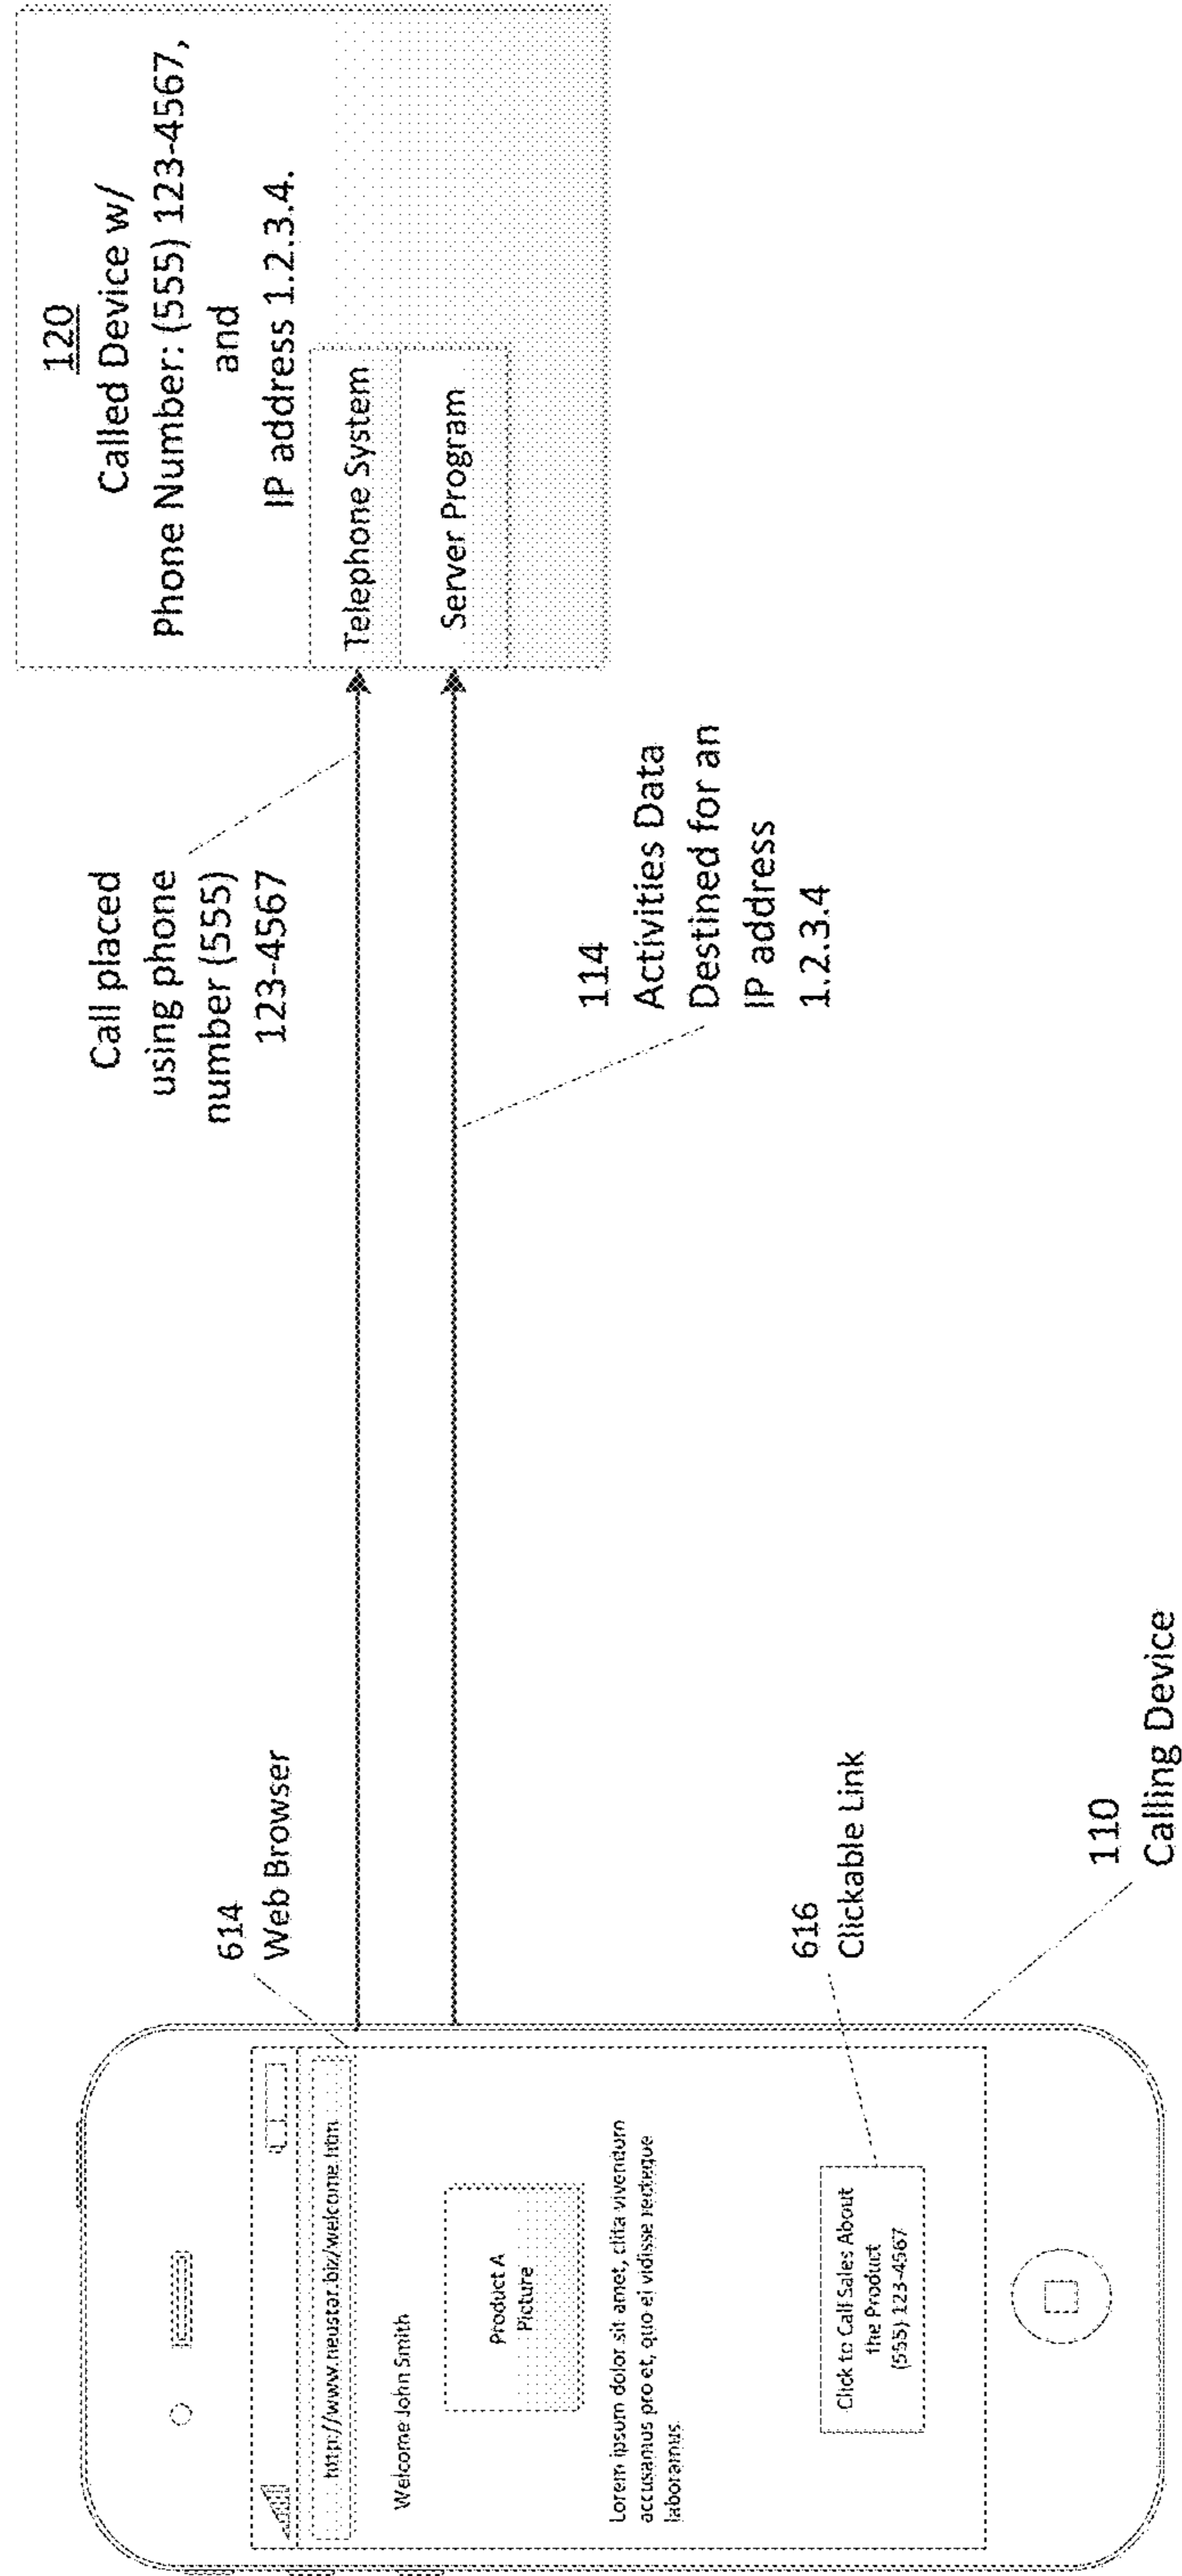 614
Web Browser
http://www.neustar.biz/welcome.htm
Welcome John Smith
Product A
Picture
Lorem ipsum dolor sit amet, clita vivendum
accusamus pro et, quo ei vidisse recteque
laboramus.
Click to Call Sales About
the Product
(555) 123-4567
616
Clickable Link
110
Calling Device
Call placed
using phone
number (555)
123-4567
114
Activities Data
Destined for an
IP address
1.2.3.4
120
Called Device w/
Phone Number: (555) 123-4567,
and
IP address 1.2.3.4.
Telephone System
Server Program